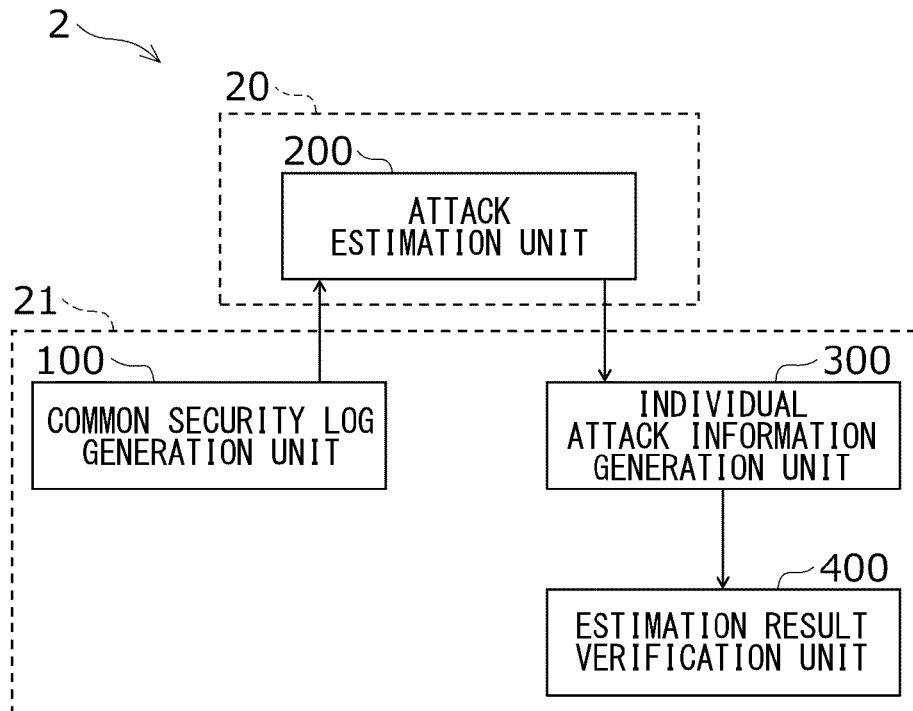 2
20
200
ATTACK
ESTIMATION UNIT
21
100
COMMON SECURITY LOG
GENERATION UNIT
300
INDIVIDUAL
ATTACK INFORMATION
GENERATION UNIT
400
ESTIMATION RESULT
VERIFICATION UNIT